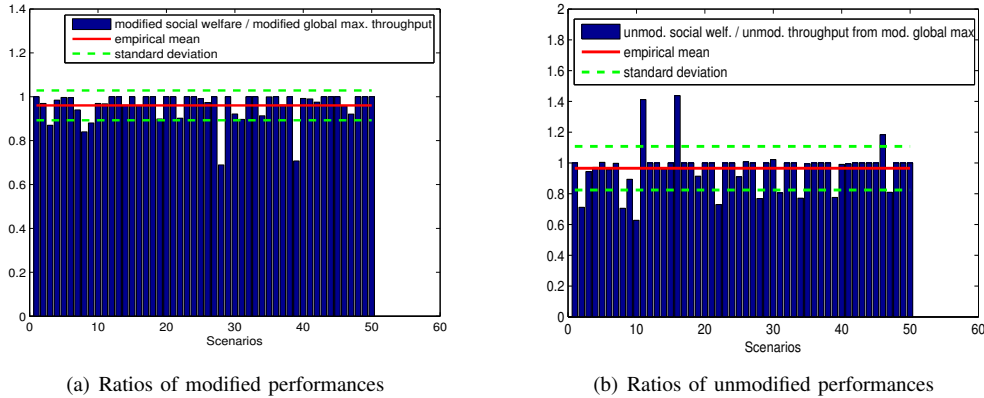 1.4
1.2
1
0.8
0.6
0.4
0.2
0
modified social welfare / modified global max. throughput
empirical mean
standard deviation
0 10 20 30 40 50 60
Scenarios
(a) Ratios of modified performances
2
1.8
1.6
1.4
1.2
1
0.8
0.6
0.4
0.2
0
unmod. social welf. / unmod. throughput from mod. global max
empirical mean
standard deviation
0 10 20 30 40 50 60
Scenarios
(b) Ratios of unmodified performances